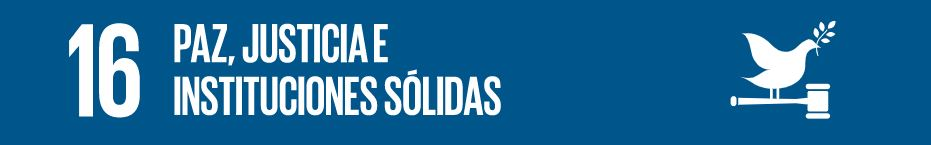 16
PAZ, JUSTICIA E
INSTITUCIONES SÓLIDAS